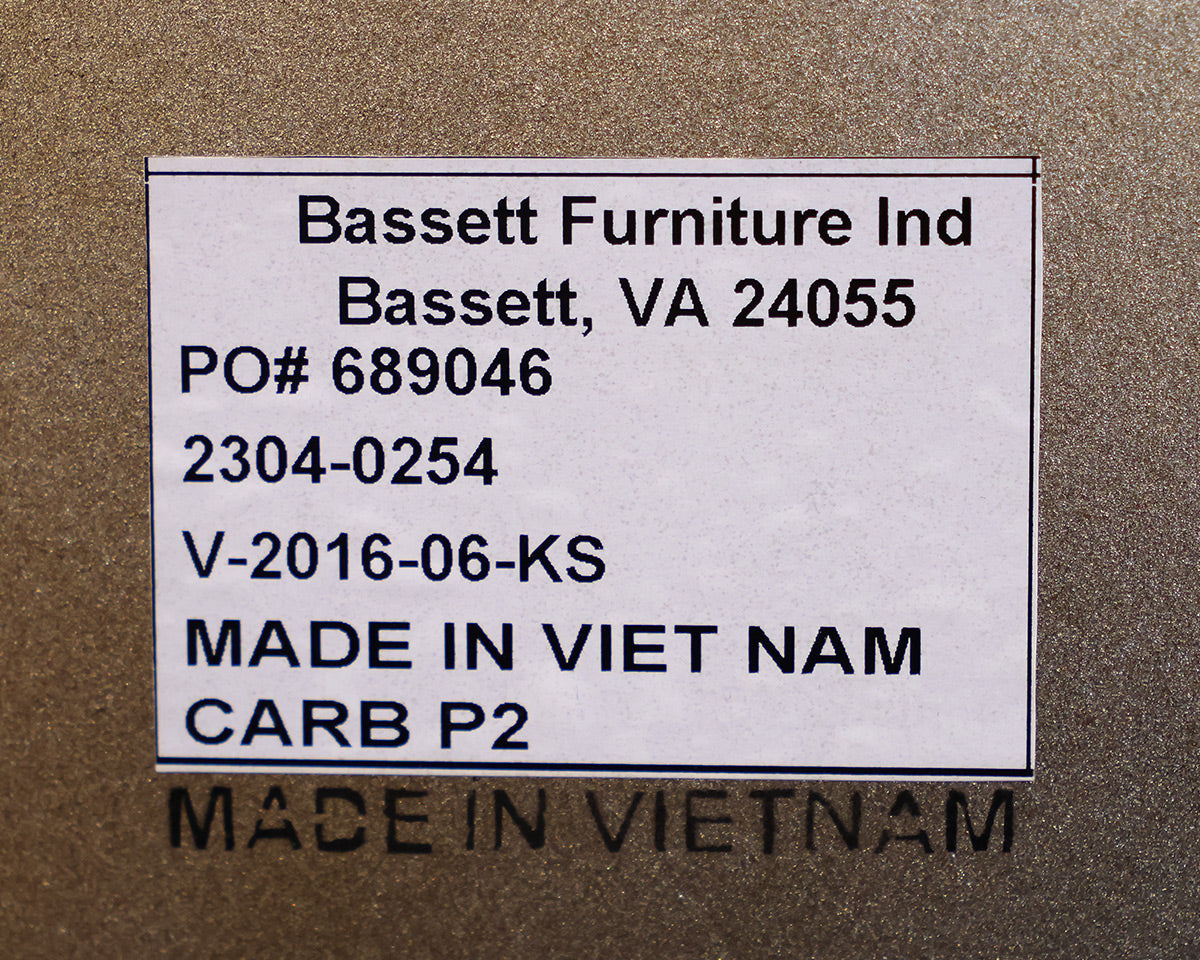 Bassett Furniture Ind
Bassett, VA 24055
PO# 689046
2304-0254
V-2016-06-KS
MADE IN VIET NAM
CARB P2
MADE IN VIETNAM